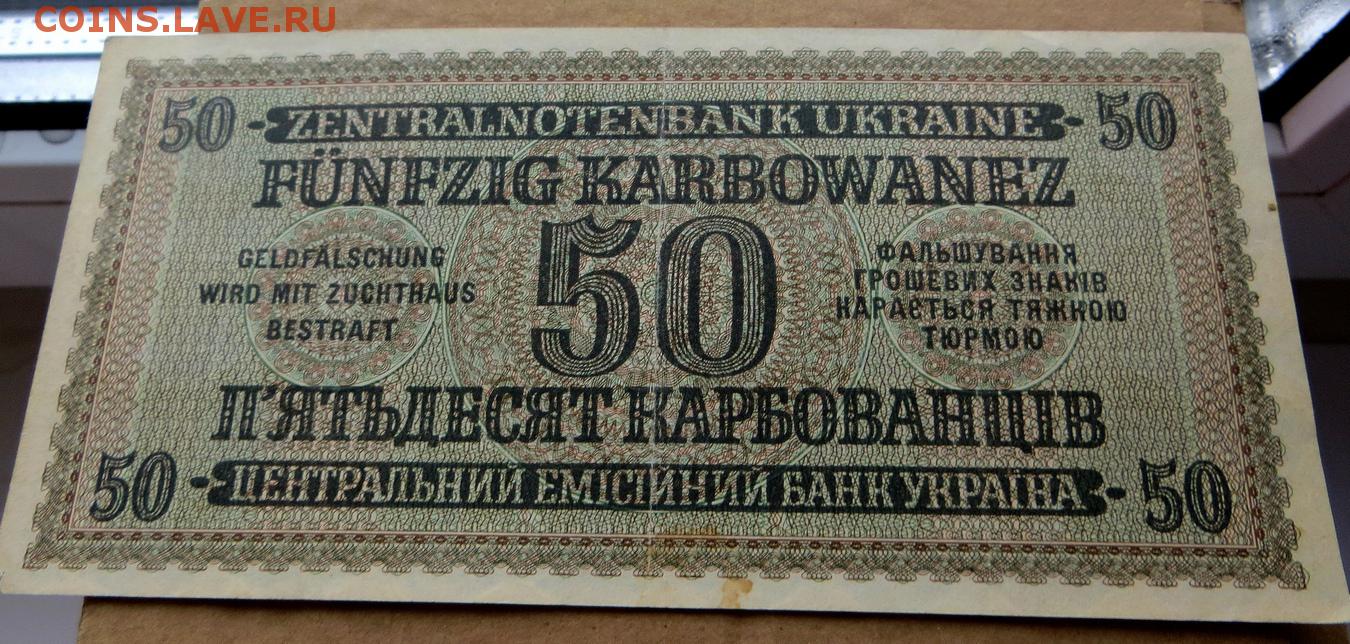 COINS.LAVE.RU
50 ZENTRALNOTENBANK UKRAINE 50
FÜNFZIG KARBOWANEZ
50
GELDFÄLSCHUNG
WIRD MIT ZUCHTHAUS
BESTRAFT
ФАЛЬШУВАННЯ
ГРОШЕВИХ ЗНАКІВ
КАРАЄТЬСЯ ТЯЖКОЮ
ТЮРМОЮ
П'ЯТЬДЕСЯТ КАРБОВАНЦІВ
50 ЦЕНТРАЛЬНИЙ ЕМІСІЙНИЙ БАНК УКРАЇНА 50